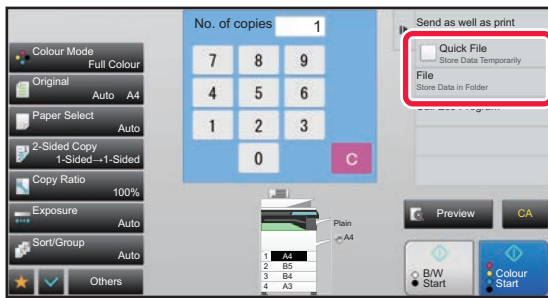 No. of copies 1
Send as well as print
Quick File
Store Data Temporarily
File
Store Data in Folder
Colour Mode
Full Colour
Original
Auto A4
Paper Select
Auto
2-Sided Copy
1-Sided→1-Sided
Copy Ratio
100%
Exposure
Auto
Sort/Group
Auto
Others
7 8 9
4 5 6
1 2 3
0 C
Plain
A4
1 A4
2 B5
3 B4
4 A3
Preview
CA
B/W
Start
Colour
Start